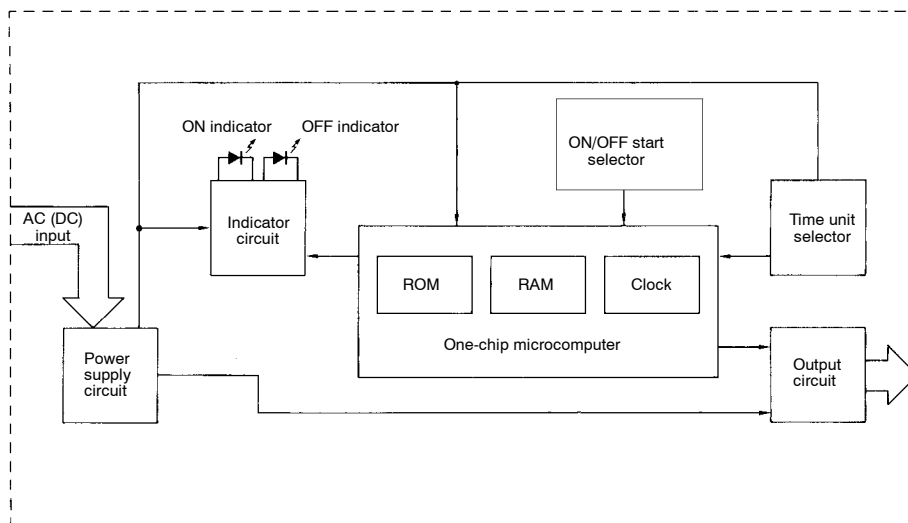 ON indicator
OFF indicator
ON/OFF start
selector
AC (DC)
input
Indicator
circuit
Time unit
selector
ROM
RAM
Clock
One-chip microcomputer
Power
supply
circuit
Output
circuit